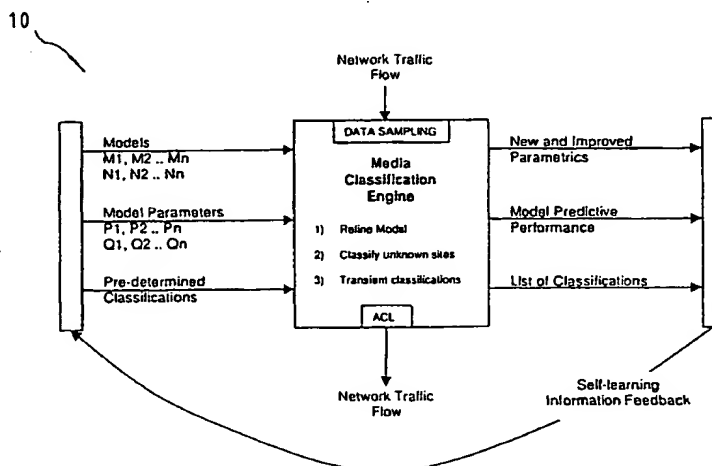 10
Network Traffic
Flow
DATA SAMPLING
Models
M1, M2 .. Mn
N1, N2 .. Nn
Model Parameters
P1, P2 .. Pn
Q1, Q2 .. Qn
Pre-determined
Classifications
Media
Classification
Engine
1) Refine Model
2) Classify unknown sites
3) Transient classifications
ACL
New and Improved
Parametrics
Model Predictive
Performance
List of Classifications
Network Traffic
Flow
Self-learning
Information Feedback